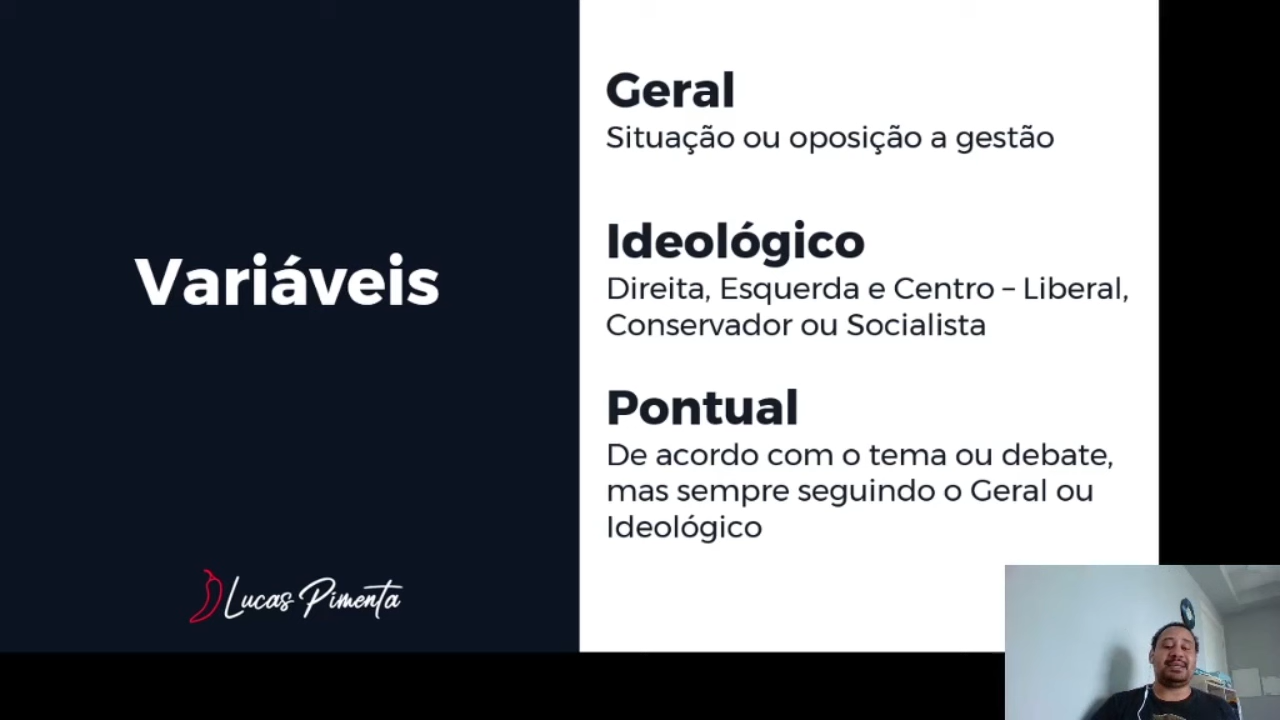 Variáveis
Lucas Pimenta
Geral
Situação ou oposição a gestão
Ideológico
Direita, Esquerda e Centro – Liberal,
Conservador ou Socialista
Pontual
De acordo com o tema ou debate,
mas sempre seguindo o Geral ou
Ideológico